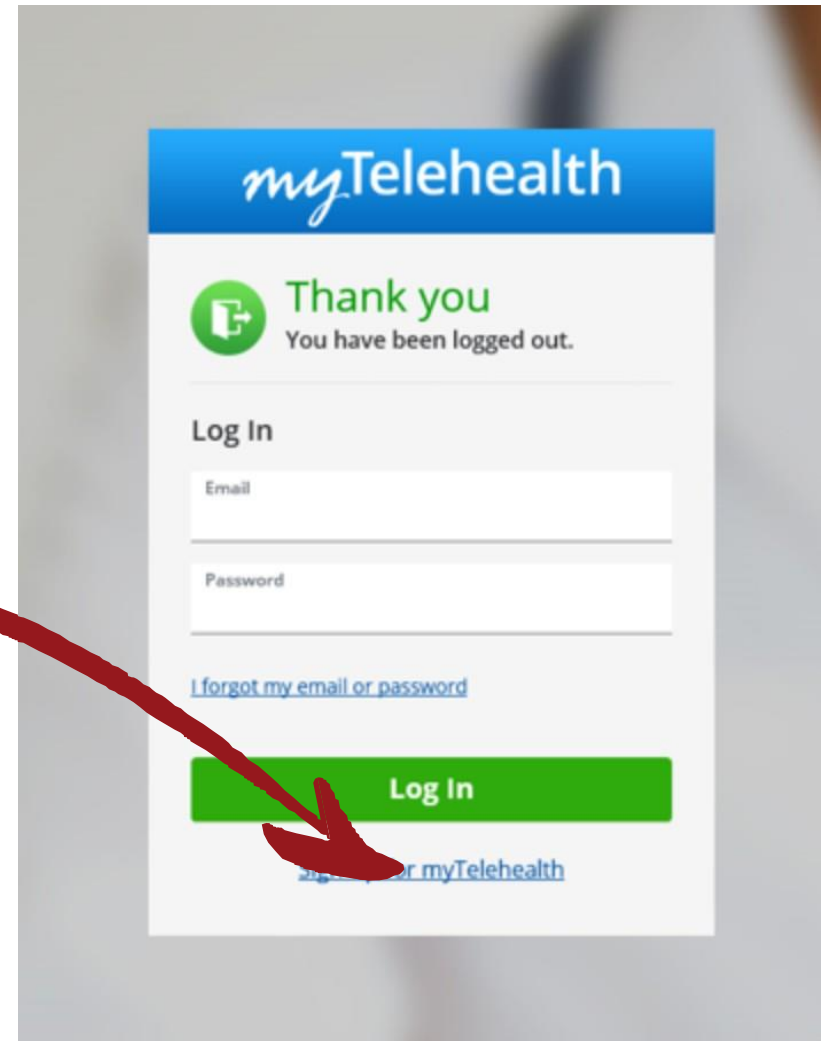 myTelehealth
Thank you
You have been logged out.
Log In
Email
Password
I forgot my email or password
Log In
myTelehealth